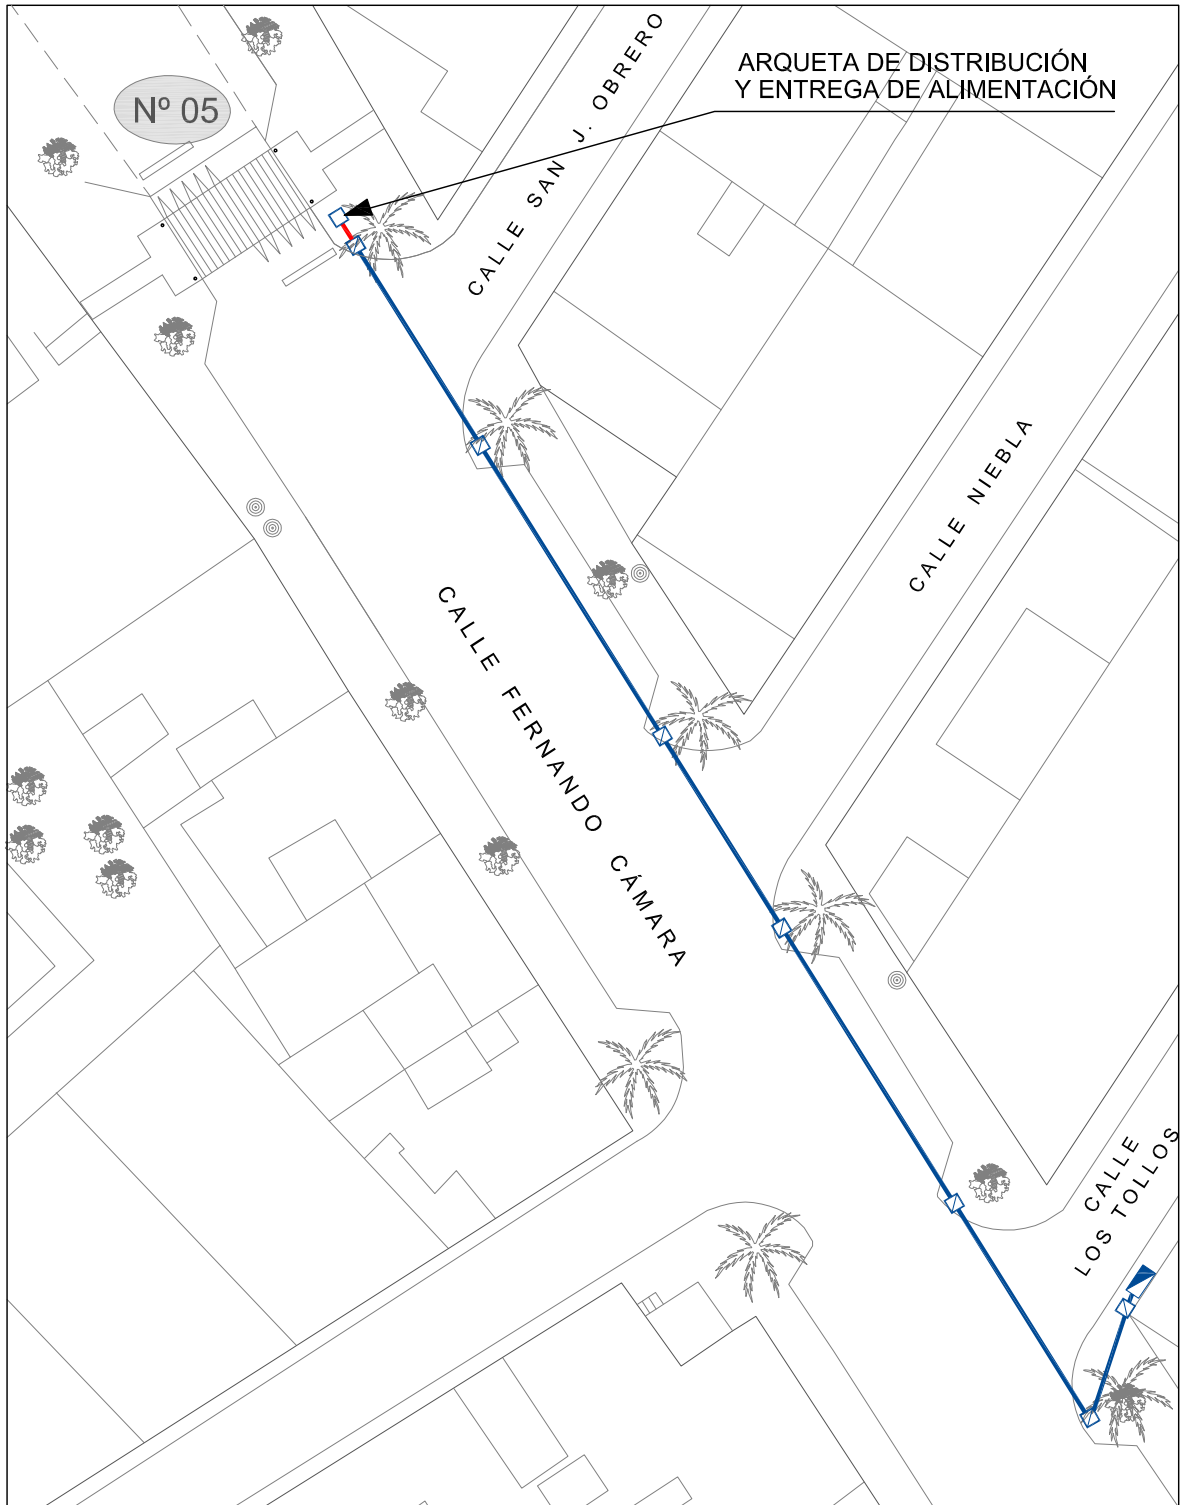 Nº 05
ARQUETA DE DISTRIBUCIÓN
Y ENTREGA DE ALIMENTACIÓN
CALLE SAN J. OBRERO
CALLE NIEBLA
CALLE FERNANDO CÁMARA
CALLE
LOS TOLLOS